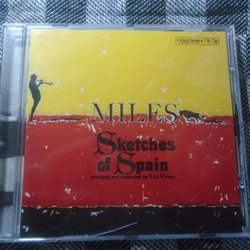 COLUMBIA
MILES
Sketches
of Spain
arranged and conducted by Gil Evans